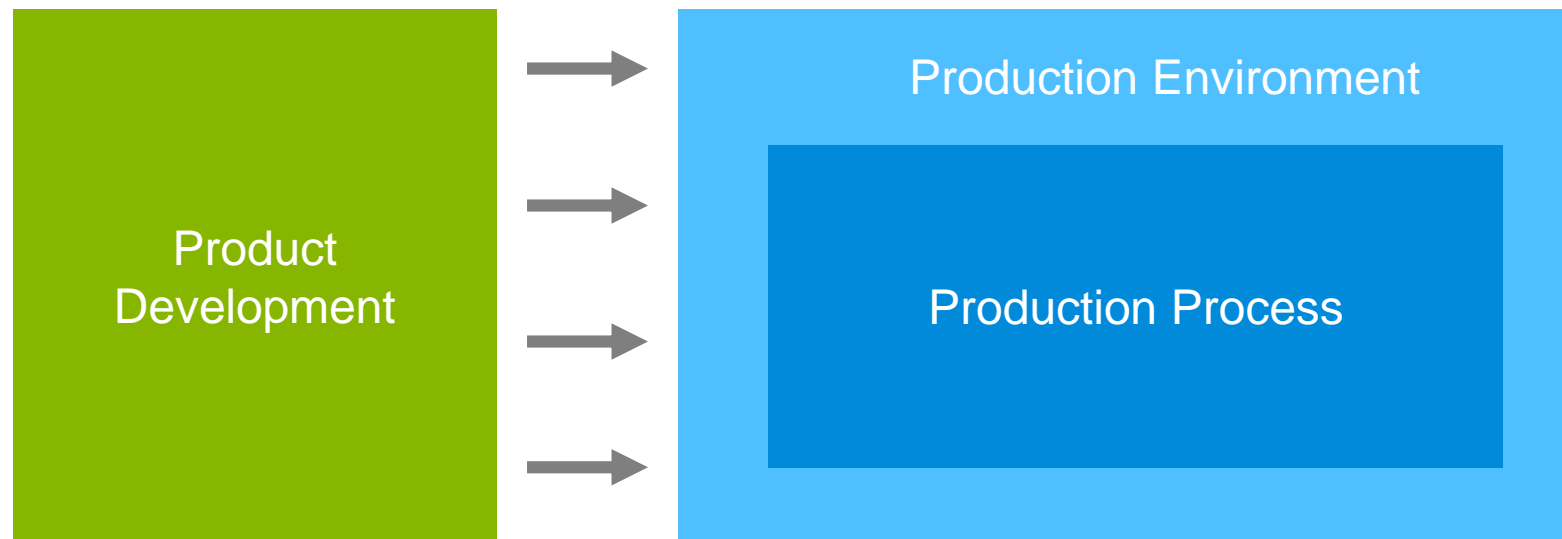 Product
Development
Production Environment
Production Process